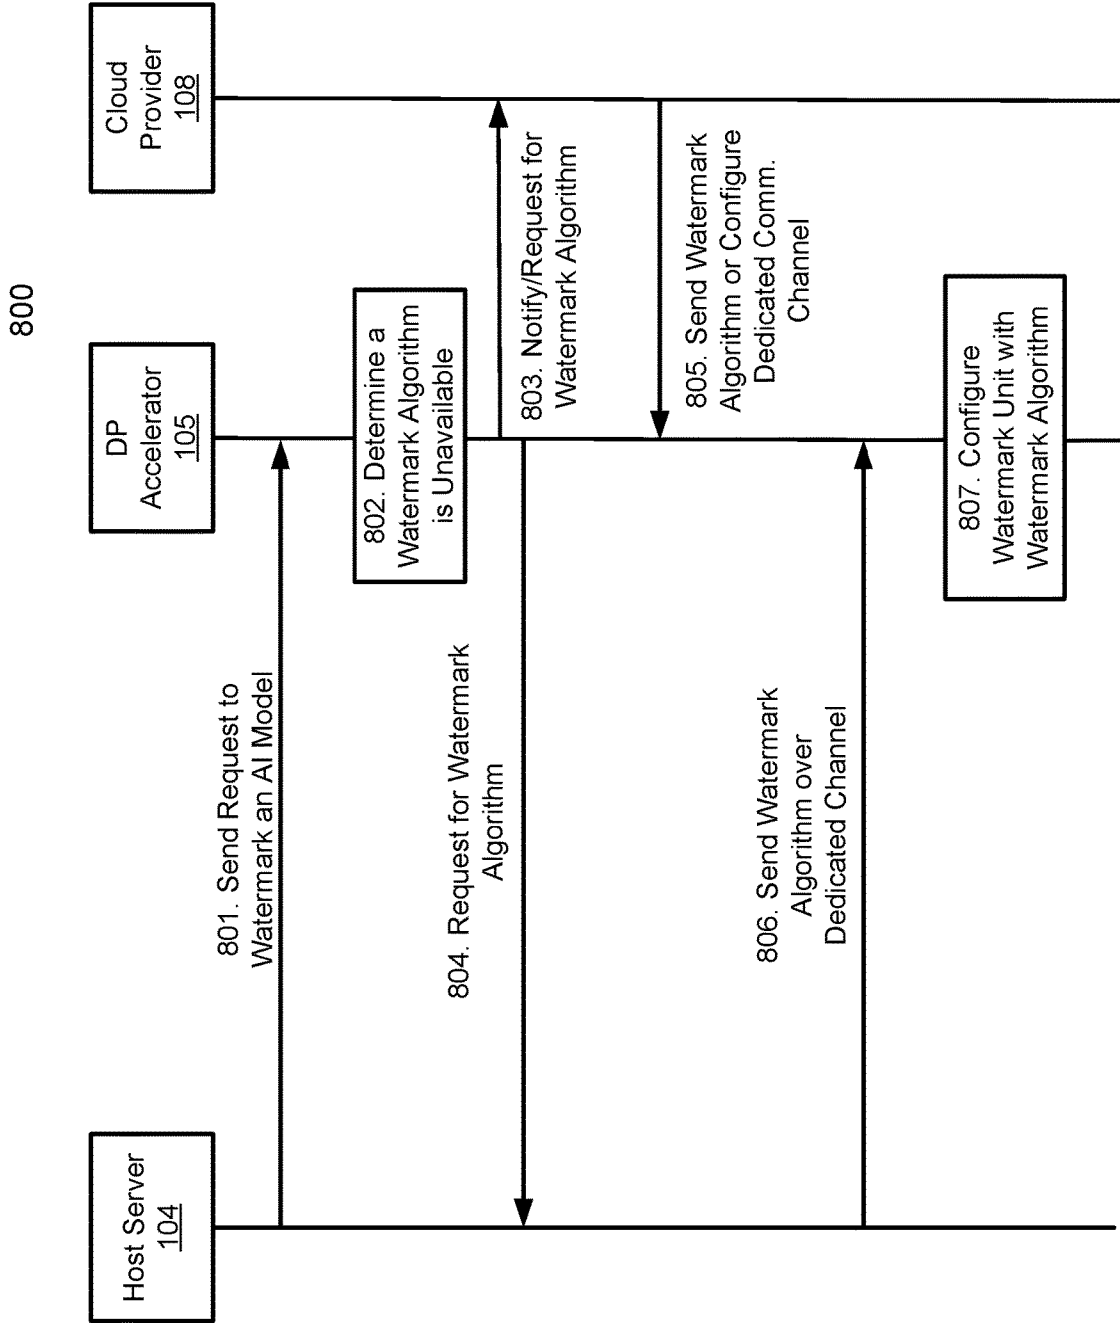 800
Host Server
104
DP
Accelerator
105
Cloud
Provider
108
801. Send Request to
Watermark an AI Model
802. Determine a
Watermark Algorithm
is Unavailable
803. Notify/Request for
Watermark Algorithm
804. Request for Watermark
Algorithm
805. Send Watermark
Algorithm or Configure
Dedicated Comm.
Channel
806. Send Watermark
Algorithm over
Dedicated Channel
807. Configure
Watermark Unit with
Watermark Algorithm